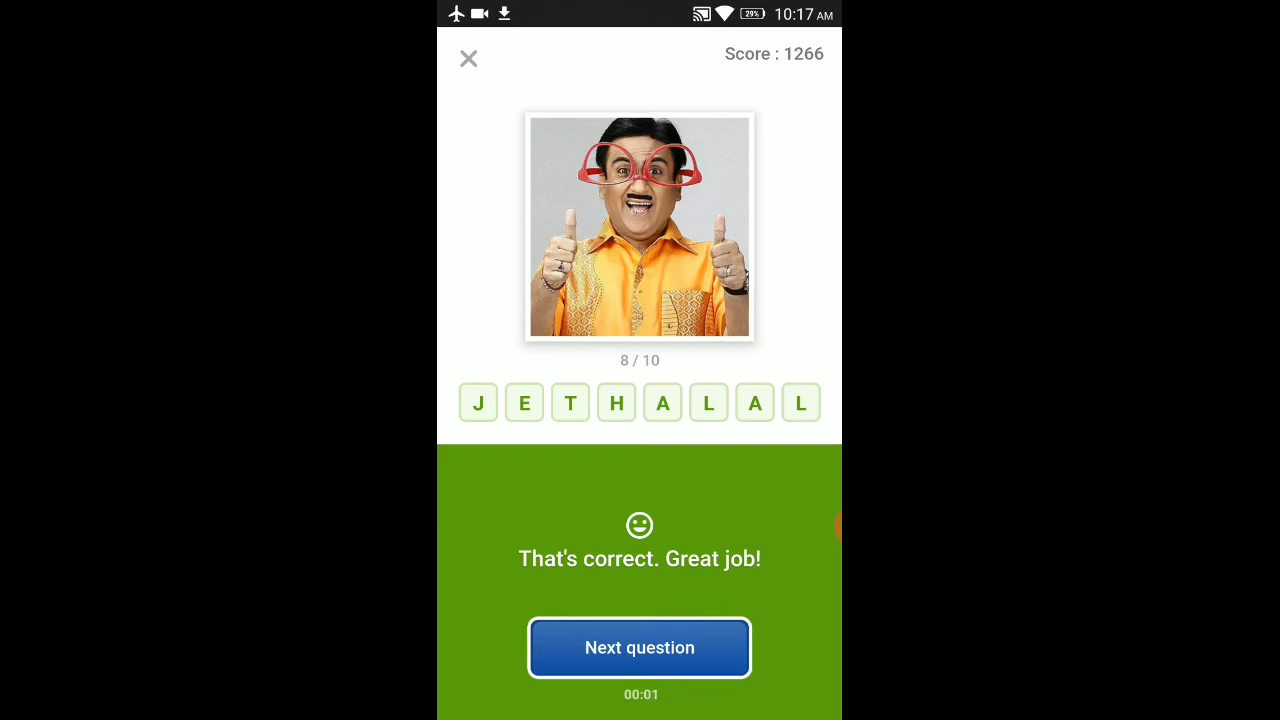 29% 10:17 AM
Score : 1266
8 / 10
J E T H A L A L
That's correct. Great job!
Next question
00:01